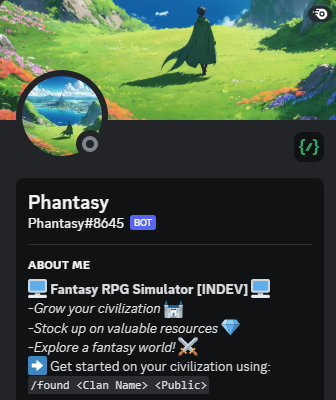 {/}
Phantasy
Phantasy#8645 BOT
ABOUT ME
🖥️ Fantasy RPG Simulator [INDEV] 🖥️
-Grow your civilization 🏰
-Stock up on valuable resources 💎
-Explore a fantasy world! ⚔️
➡️ Get started on your civilization using:
/found <Clan Name> <Public>